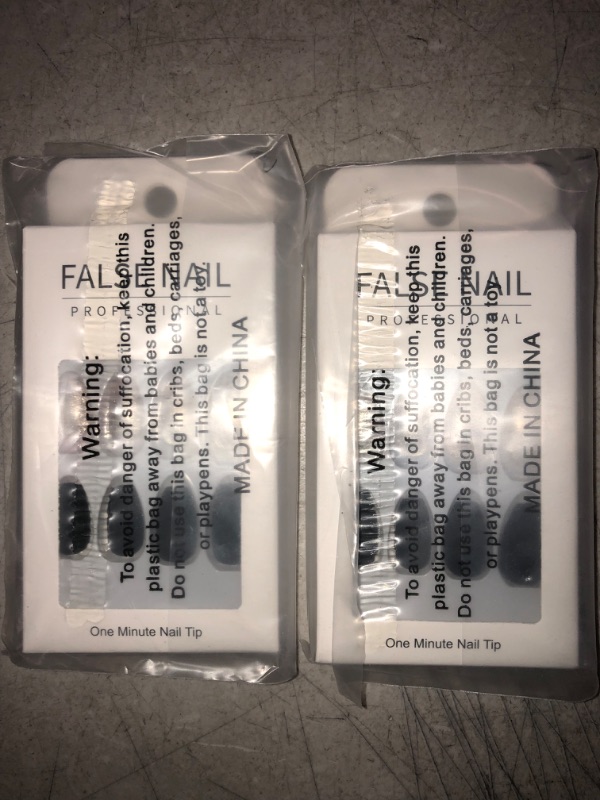 FALSE NAIL
PROFESSIONAL
Warning:
To avoid danger of suffocation, keep this
plastic bag away from babies and children.
Do not use this bag in cribs, beds, carriages,
or playpens. This bag is not a toy.
MADE IN CHINA
One Minute Nail Tip
FALSE NAIL
PROFESSIONAL
Warning:
To avoid danger of suffocation, keep this
plastic bag away from babies and children.
Do not use this bag in cribs, beds, carriages,
or playpens. This bag is not a toy
MADE IN CHINA
One Minute Nail Tip